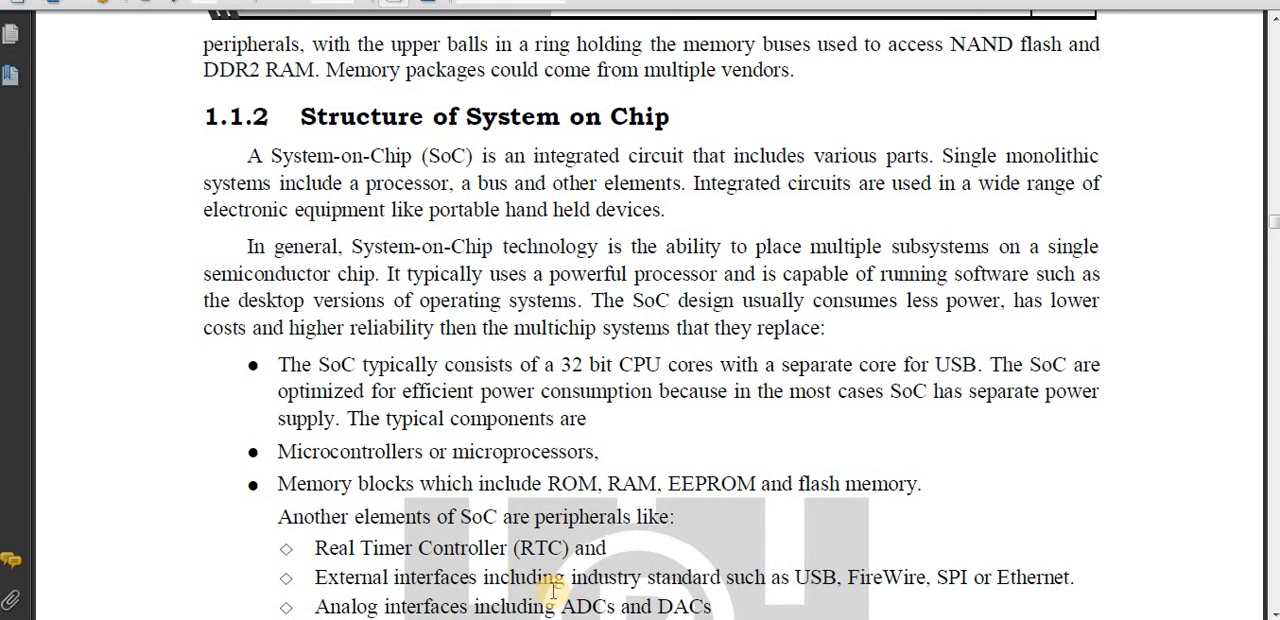 peripherals, with the upper balls in a ring holding the memory buses used to access NAND flash and
DDR2 RAM. Memory packages could come from multiple vendors.
1.1.2 Structure of System on Chip
A System-on-Chip (SoC) is an integrated circuit that includes various parts. Single monolithic
systems include a processor, a bus and other elements. Integrated circuits are used in a wide range of
electronic equipment like portable hand held devices.
In general, System-on-Chip technology is the ability to place multiple subsystems on a single
semiconductor chip. It typically uses a powerful processor and is capable of running software such as
the desktop versions of operating systems. The SoC design usually consumes less power, has lower
costs and higher reliability then the multichip systems that they replace:
● The SoC typically consists of a 32 bit CPU cores with a separate core for USB. The SoC are
optimized for efficient power consumption because in the most cases SoC has separate power
supply. The typical components are
● Microcontrollers or microprocessors,
● Memory blocks which include ROM, RAM, EEPROM and flash memory.
Another elements of SoC are peripherals like:
◇ Real Timer Controller (RTC) and
◇ External interfaces including industry standard such as USB, FireWire, SPI or Ethernet.
◇ Analog interfaces including ADCs and DACs